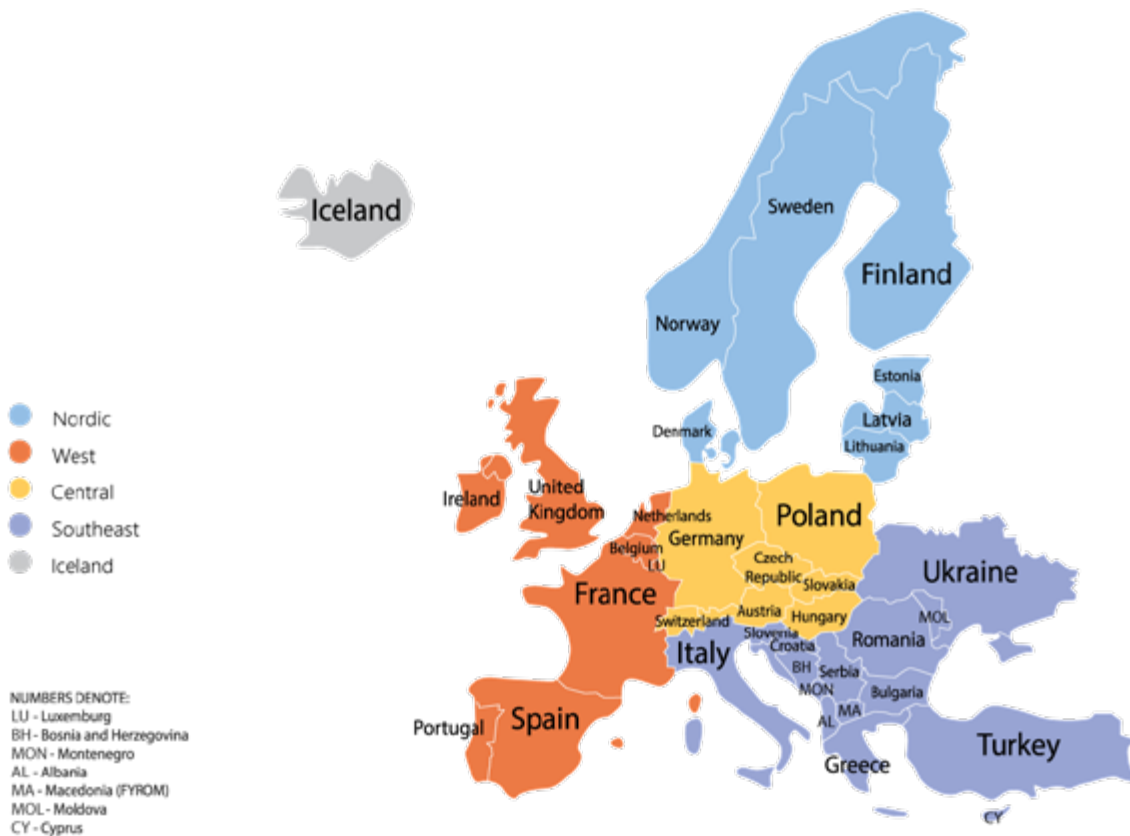 Iceland
Sweden
Finland
Norway
Estonia
Latvia
Lithuania
Denmark
Nordic
West
Central
Southeast
Iceland
Ireland
United
Kingdom
Netherlands
Belgium
LU
Germany
Poland
Czech
Republic
Slovakia
France
Switzerland
Austria
Hungary
Ukraine
MOL
Romania
Slovenia
Croatia
Italy
BH
Serbia
MON
Bulgaria
AL
MA
Portugal
Spain
Greece
Turkey
CY
NUMBERS DENOTE:
LU - Luxemburg
BH - Bosnia and Herzegovina
MON - Montenegro
AL - Albania
MA - Macedonia (FYROM)
MOL - Moldova
CY - Cyprus